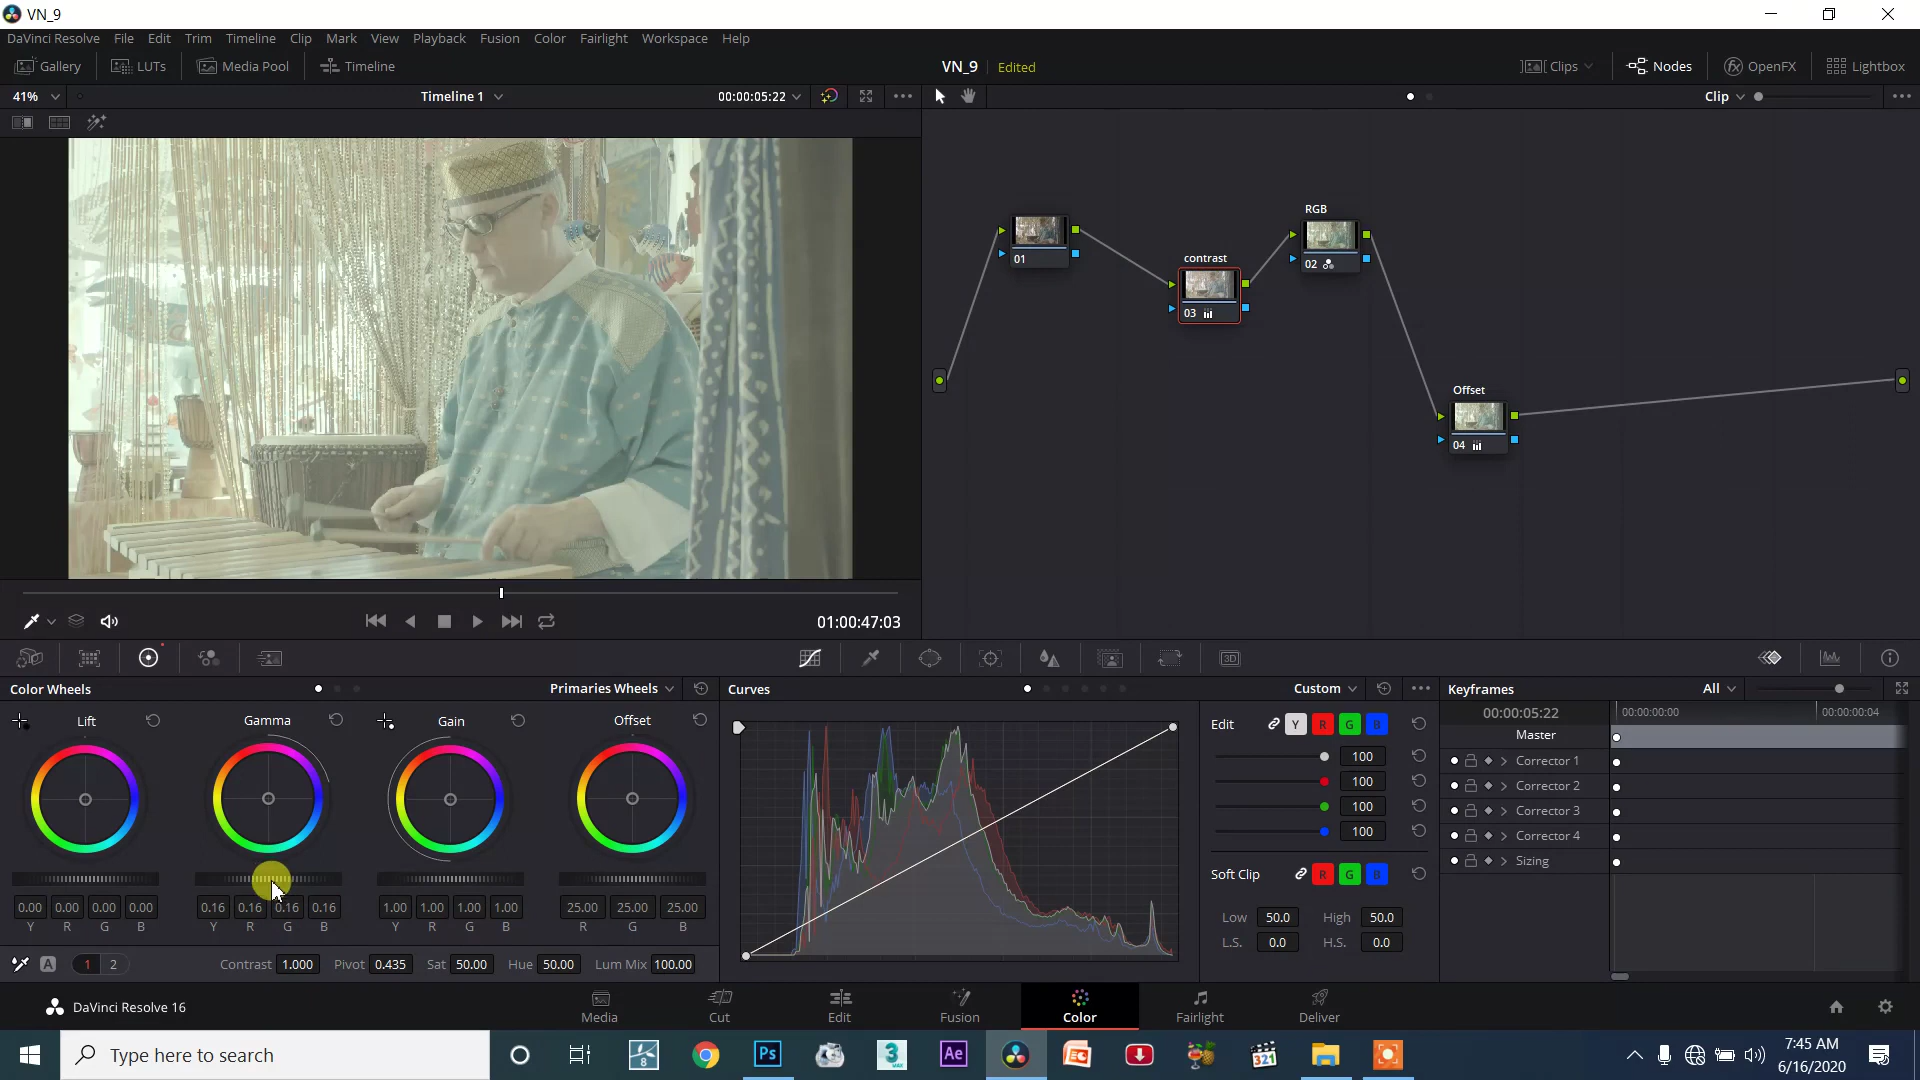 VN_9
DaVinci Resolve File Edit Trim Timeline Clip Mark View Playback Fusion Color Fairlight Workspace Help
Gallery LUTs Media Pool Timeline VN_9 Edited Clips Nodes OpenFX Lightbox
41% Timeline 1 00:00:05:22 Clip
RGB
02
01
contrast
03
Offset
04
01:00:47:03
Color Wheels Primaries Wheels Curves Custom Keyframes All
Lift Gamma Gain Offset
Edit Y R G B
100
100
100
100
Soft Clip R G B
Low 50.0 High 50.0
L.S. 0.0 H.S. 0.0
00:00:05:22 00:00:00:00 00:00:00:04
Master
Corrector 1
Corrector 2
Corrector 3
Corrector 4
Sizing
0.00 0.00 0.00 0.00 0.16 0.16 0.16 0.16 1.00 1.00 1.00 1.00 25.00 25.00 25.00
Y R G B Y R G B Y R G B R G B
A 1 2 Contrast 1.000 Pivot 0.435 Sat 50.00 Hue 50.00 Lum Mix 100.00
3D
DaVinci Resolve 16
Media Cut Edit Fusion Color Fairlight Deliver
Type here to search
8 Ps 3 MAX Ae 321
7:45 AM
6/16/2020